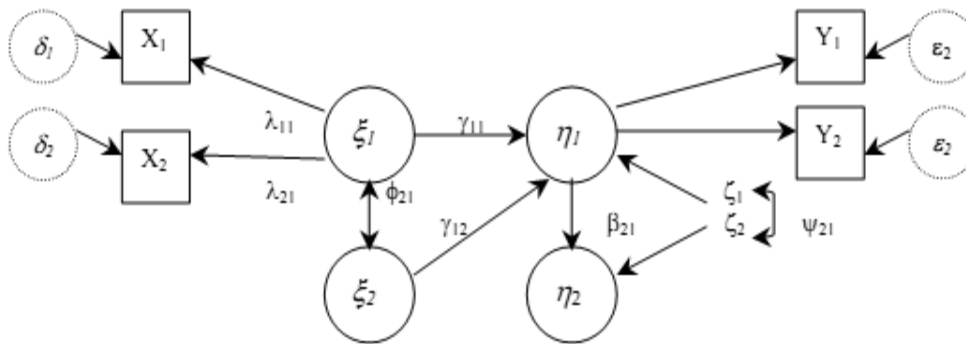 δ1 X1 Y1 ε2
λ11 ξ1 γ11 η1
δ2 X2 Y2 ε2
λ21 ϕ21 ζ1
γ12 β21 ζ2 ψ21
ξ2 η2